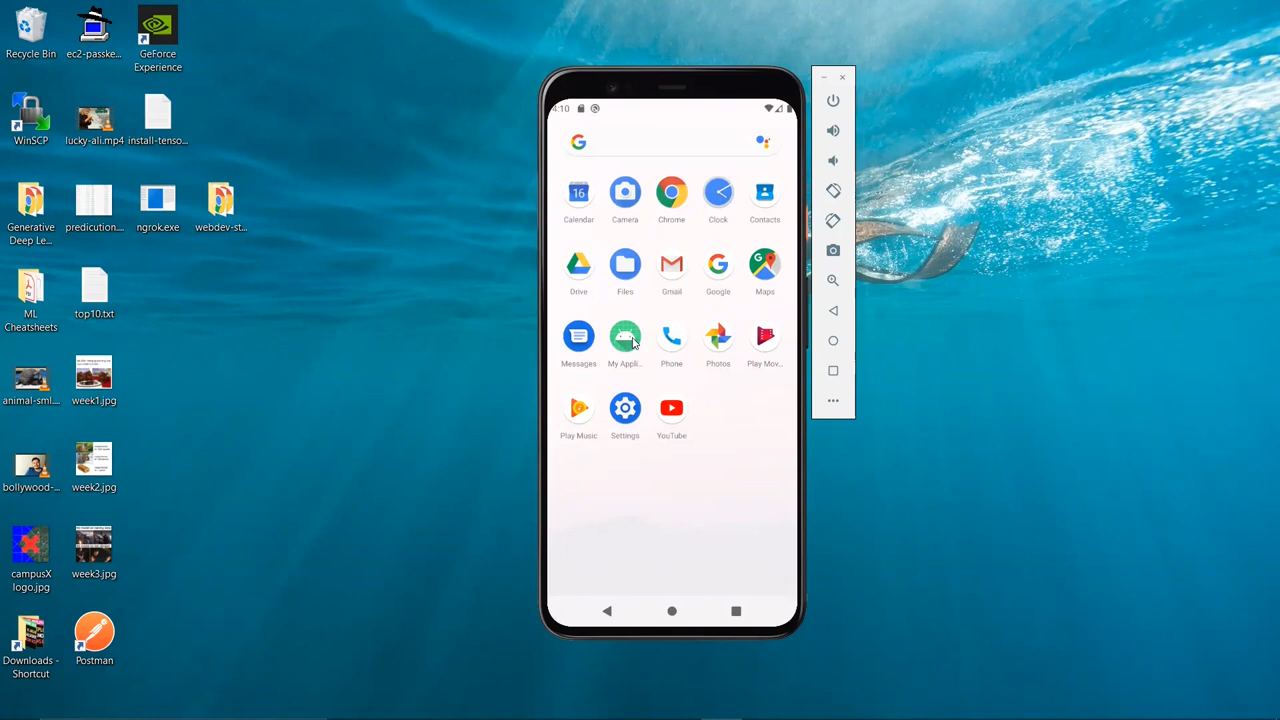 Recycle Bin
ec2-passke...
GeForce
Experience
WinSCP
lucky-ali.mp4
install-tenso...
Generative
Deep Le...
predicution....
ngrok.exe
webdev-st...
ML
Cheatsheets
top10.txt
animal-sml....
week1.jpg
bollywood-...
week2.jpg
campusX
logo.jpg
week3.jpg
Downloads -
Shortcut
Postman
4:10
16
Calendar
Camera
Chrome
Clock
Contacts
Drive
Files
Gmail
Google
Maps
Messages
My Appli...
Phone
Photos
Play Mov...
Play Music
Settings
YouTube